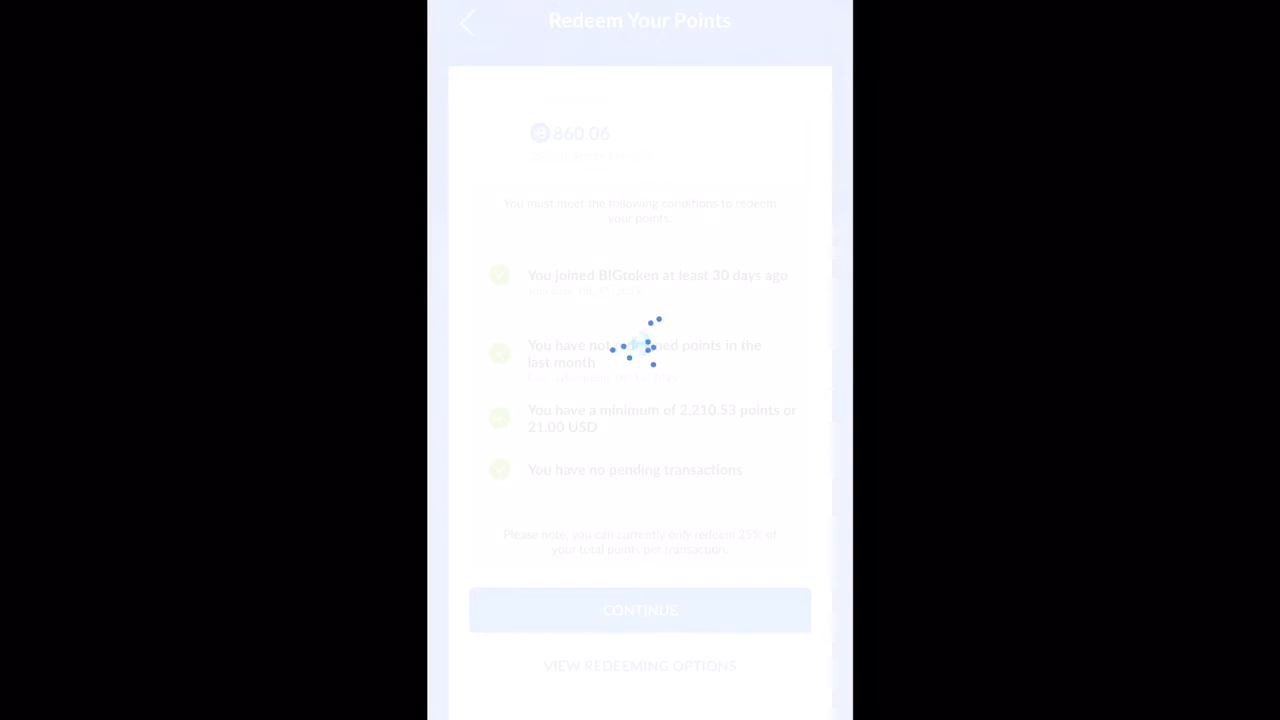 Redeem Your Points
860.06
You must meet the following conditions to redeem
your points:
You joined BIGtoken at least 30 days ago
You have not redeemed points in the
last month
You have a minimum of 2,210.53 points or
21.00 USD
You have no pending transactions
Please note, you can currently only redeem 25% of
your total points per transaction.
CONTINUE
VIEW REDEEMING OPTIONS